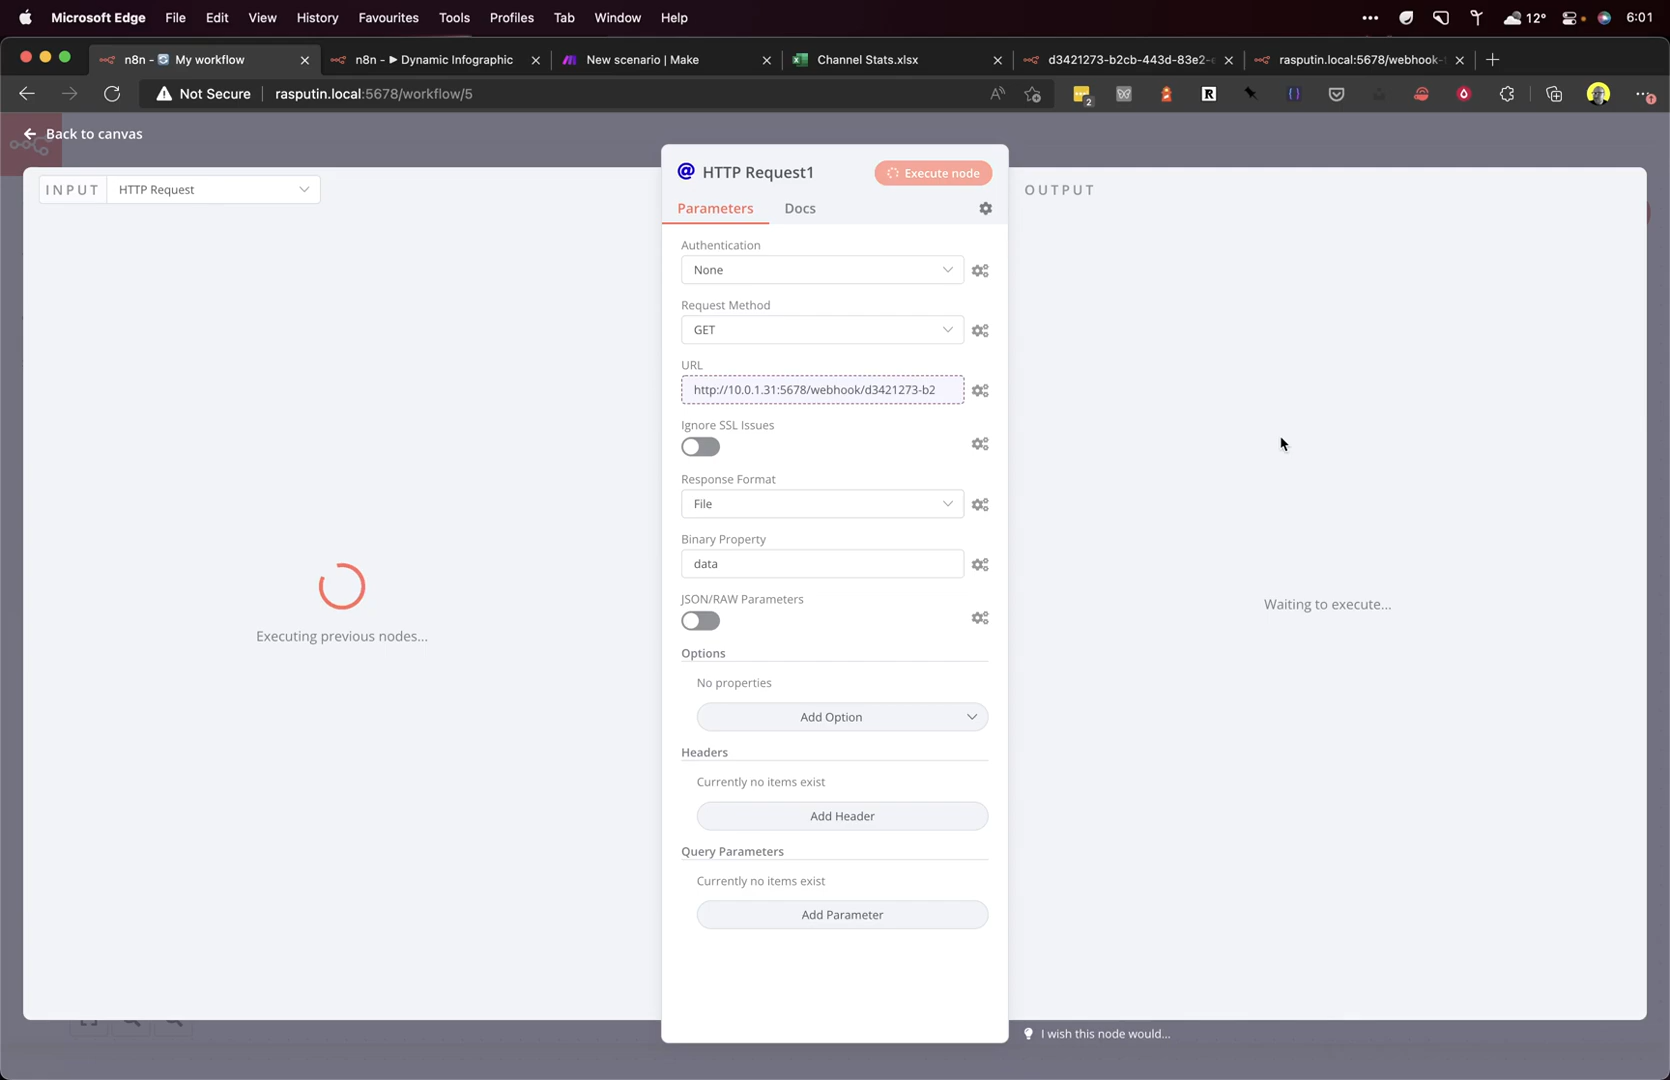 Microsoft Edge File Edit View History Favourites Tools Profiles Tab Window Help 12° 6:01
n8n - My workflow
n8n - ▶ Dynamic Infographic
New scenario | Make
Channel Stats.xlsx
d3421273-b2cb-443d-83e2-
rasputin.local:5678/webhook-
Not Secure rasputin.local:5678/workflow/5
2
Back to canvas
INPUT HTTP Request
HTTP Request1
Execute node
OUTPUT
Parameters Docs
Authentication
None
Request Method
GET
URL
http://10.0.1.31:5678/webhook/d3421273-b2
Ignore SSL Issues
Response Format
File
Binary Property
data
JSON/RAW Parameters
Executing previous nodes...
Waiting to execute...
Options
No properties
Add Option
Headers
Currently no items exist
Add Header
Query Parameters
Currently no items exist
Add Parameter
I wish this node would...